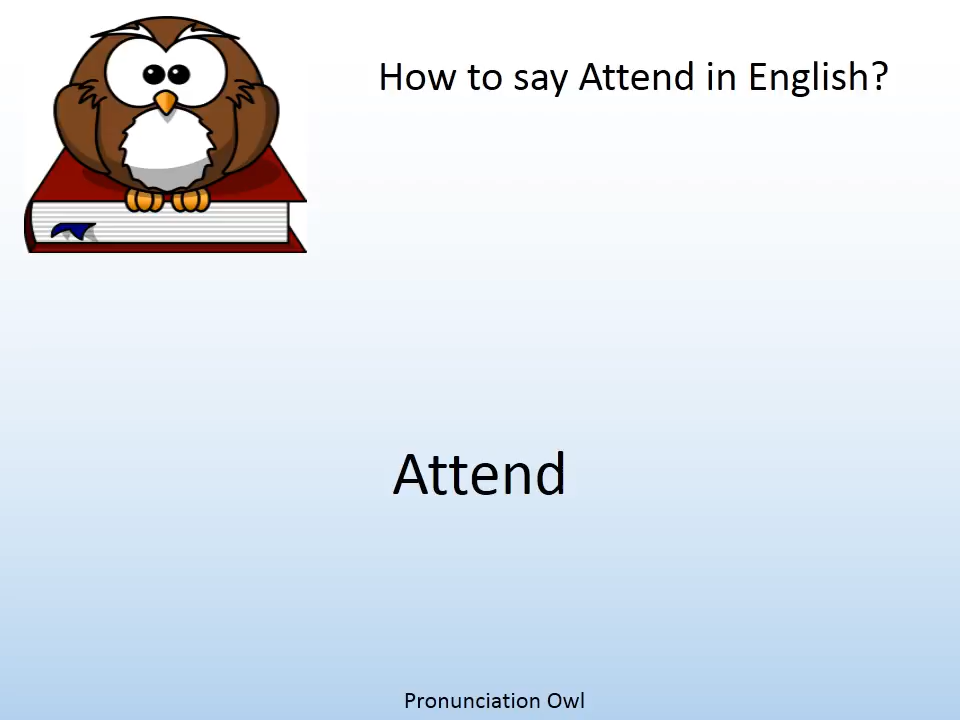 How to say Attend in English?
Attend
Pronunciation Owl